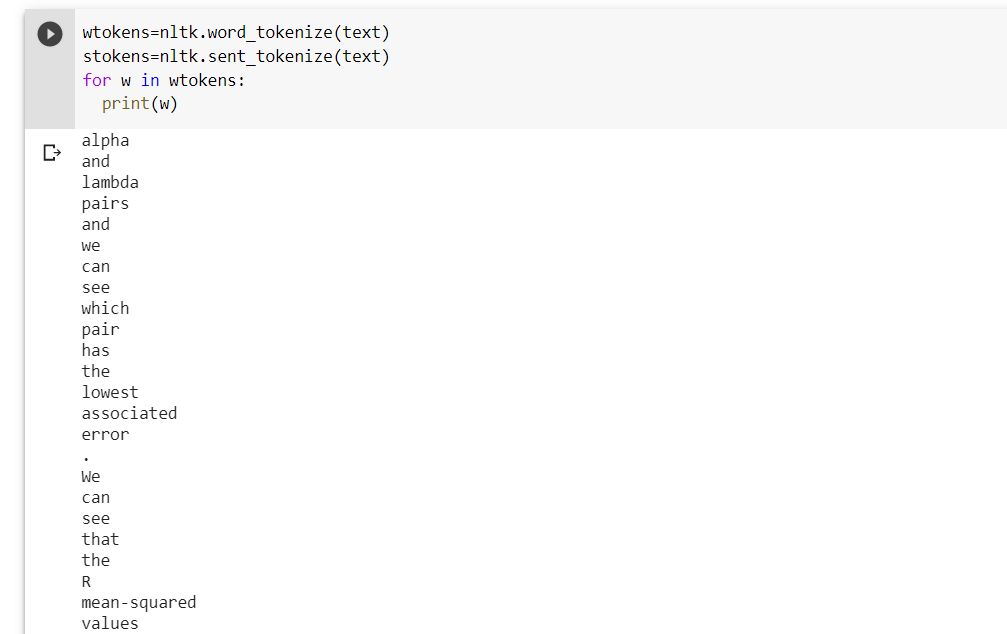 wtokens=nltk.word_tokenize(text)
stokens=nltk.sent_tokenize(text)
for w in wtokens:
  print(w)
alpha
and
lambda
pairs
and
we
can
see
which
pair
has
the
lowest
associated
error
.
We
can
see
that
the
R
mean-squared
values